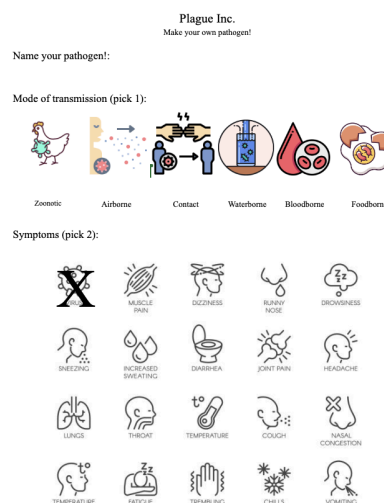 Plague Inc.
Make your own pathogen!
Name your pathogen!:
Mode of transmission (pick 1):
Zoonotic Airborne Contact Waterborne Bloodborne Foodborn
Symptoms (pick 2):
X
MUSCLE PAIN DIZZINESS RUNNY NOSE DROWSINESS
Zz
SNEEZING INCREASED SWEATING DIARRHEA JOINT PAIN HEADACHE
t°
LUNGS THROAT TEMPERATURE COUGH NASAL CONGESTION
t° Zz
TEMPERATURE FATIGUE TREMBLING CHILLS VOMITING